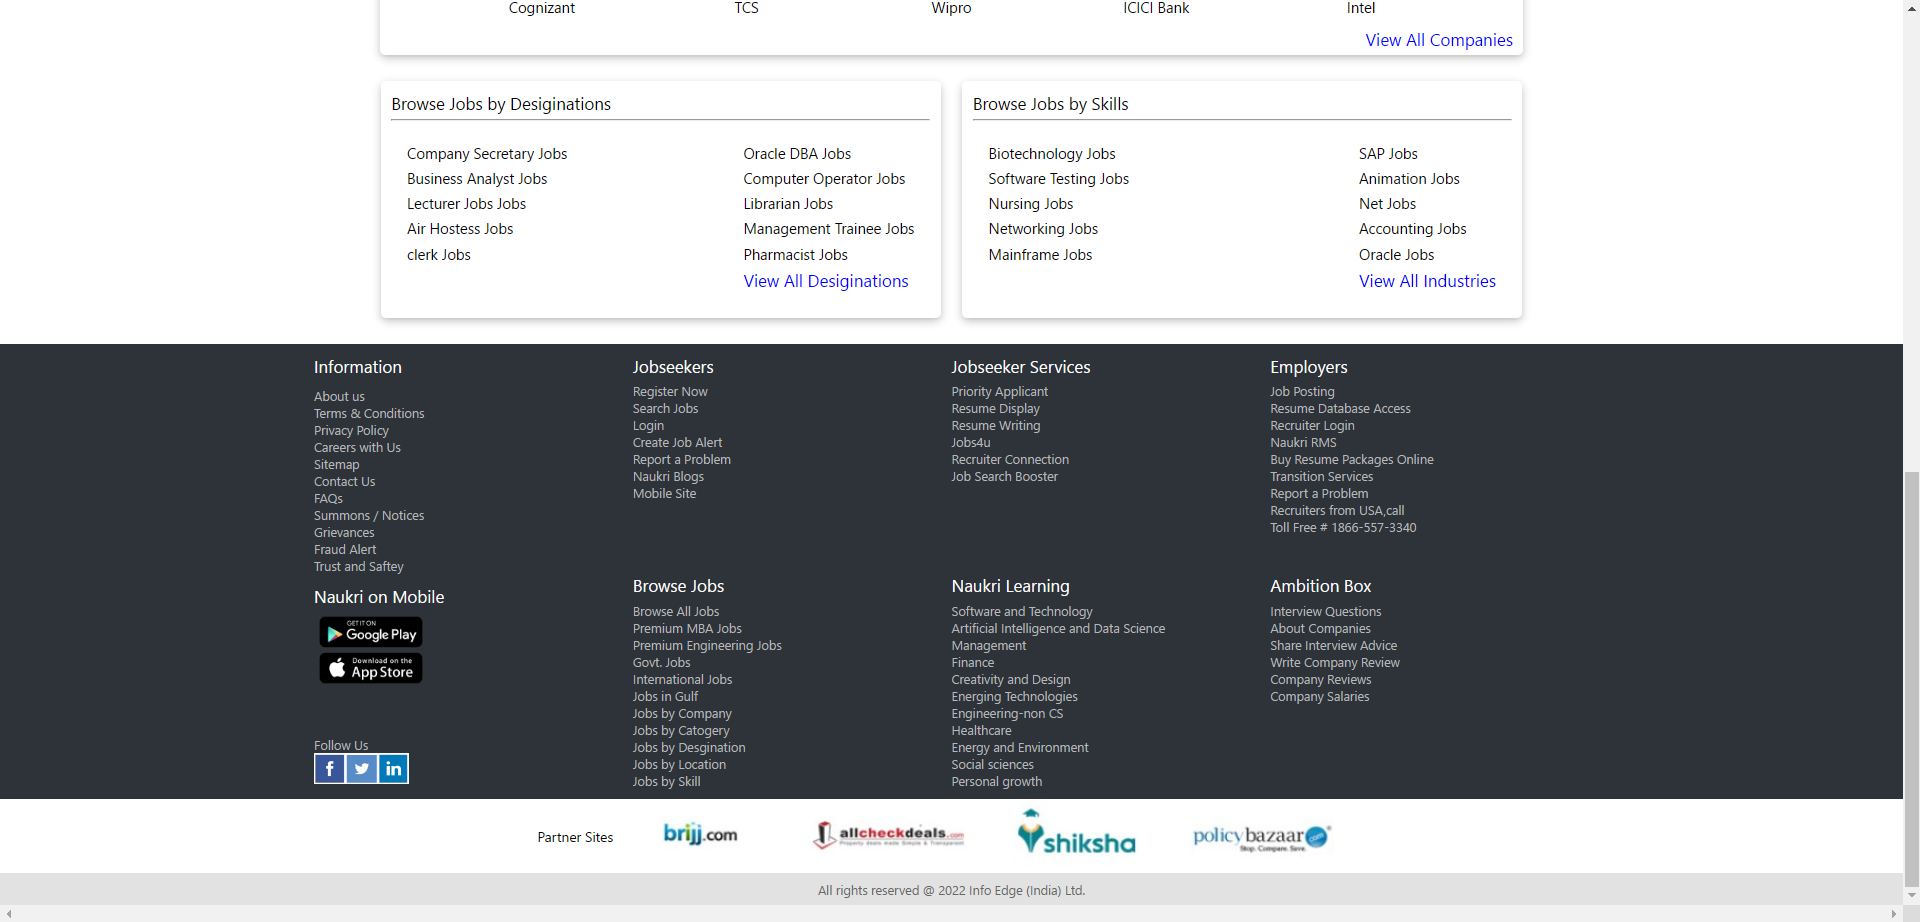 Cognizant TCS Wipro ICICI Bank Intel
View All Companies
Browse Jobs by Desiginations
Company Secretary Jobs
Business Analyst Jobs
Lecturer Jobs Jobs
Air Hostess Jobs
clerk Jobs
Oracle DBA Jobs
Computer Operator Jobs
Librarian Jobs
Management Trainee Jobs
Pharmacist Jobs
View All Desiginations
Browse Jobs by Skills
Biotechnology Jobs
Software Testing Jobs
Nursing Jobs
Networking Jobs
Mainframe Jobs
SAP Jobs
Animation Jobs
Net Jobs
Accounting Jobs
Oracle Jobs
View All Industries
Information
About us
Terms & Conditions
Privacy Policy
Careers with Us
Sitemap
Contact Us
FAQs
Summons / Notices
Grievances
Fraud Alert
Trust and Saftey
Naukri on Mobile
GET IT ON
Google Play
Download on the
App Store
Follow Us
f in
Jobseekers
Register Now
Search Jobs
Login
Create Job Alert
Report a Problem
Naukri Blogs
Mobile Site
Jobseeker Services
Priority Applicant
Resume Display
Resume Writing
Jobs4u
Recruiter Connection
Job Search Booster
Employers
Job Posting
Resume Database Access
Recruiter Login
Naukri RMS
Buy Resume Packages Online
Transition Services
Report a Problem
Recruiters from USA,call
Toll Free # 1866-557-3340
Browse Jobs
Browse All Jobs
Premium MBA Jobs
Premium Engineering Jobs
Govt. Jobs
International Jobs
Jobs in Gulf
Jobs by Company
Jobs by Catogery
Jobs by Desgination
Jobs by Location
Jobs by Skill
Naukri Learning
Software and Technology
Artificial Intelligence and Data Science
Management
Finance
Creativity and Design
Energing Technologies
Engineering-non CS
Healthcare
Energy and Environment
Social sciences
Personal growth
Ambition Box
Interview Questions
About Companies
Share Interview Advice
Write Company Review
Company Reviews
Company Salaries
Partner Sites
brijj.com
allcheckdeals.com
Property deals made Simple & Transparent
shiksha
policybazaar.com
Stop. Compare. Save.
All rights reserved @ 2022 Info Edge (India) Ltd.